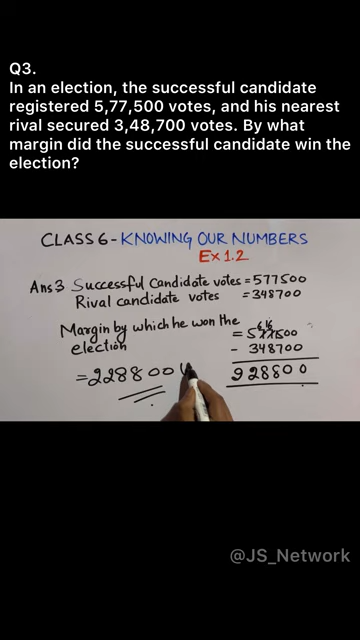 Q3.
In an election, the successful candidate
registered 5,77,500 votes, and his nearest
rival secured 3,48,700 votes. By what
margin did the successful candidate win the
election?
CLASS 6 - KNOWING OUR NUMBERS
Ex 1.2
Ans 3 Successful Candidate votes = 577500
Rival candidate votes = 348700
Margin by which he won the
election
6 16
= 577500
- 348700
228800
= 228800 v
@JS_Network